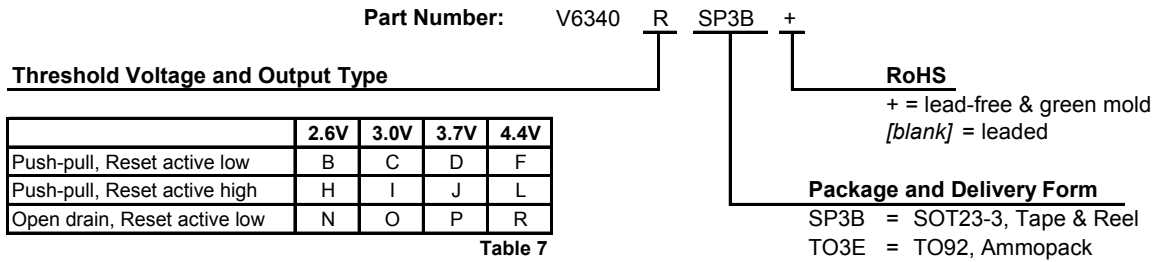 Part Number: V6340 R SP3B +
Threshold Voltage and Output Type
2.6V 3.0V 3.7V 4.4V
Push-pull, Reset active low B C D F
Push-pull, Reset active high H I J L
Open drain, Reset active low N O P R
Table 7
RoHS
+ = lead-free & green mold
[blank] = leaded
Package and Delivery Form
SP3B = SOT23-3, Tape & Reel
TO3E = TO92, Ammopack